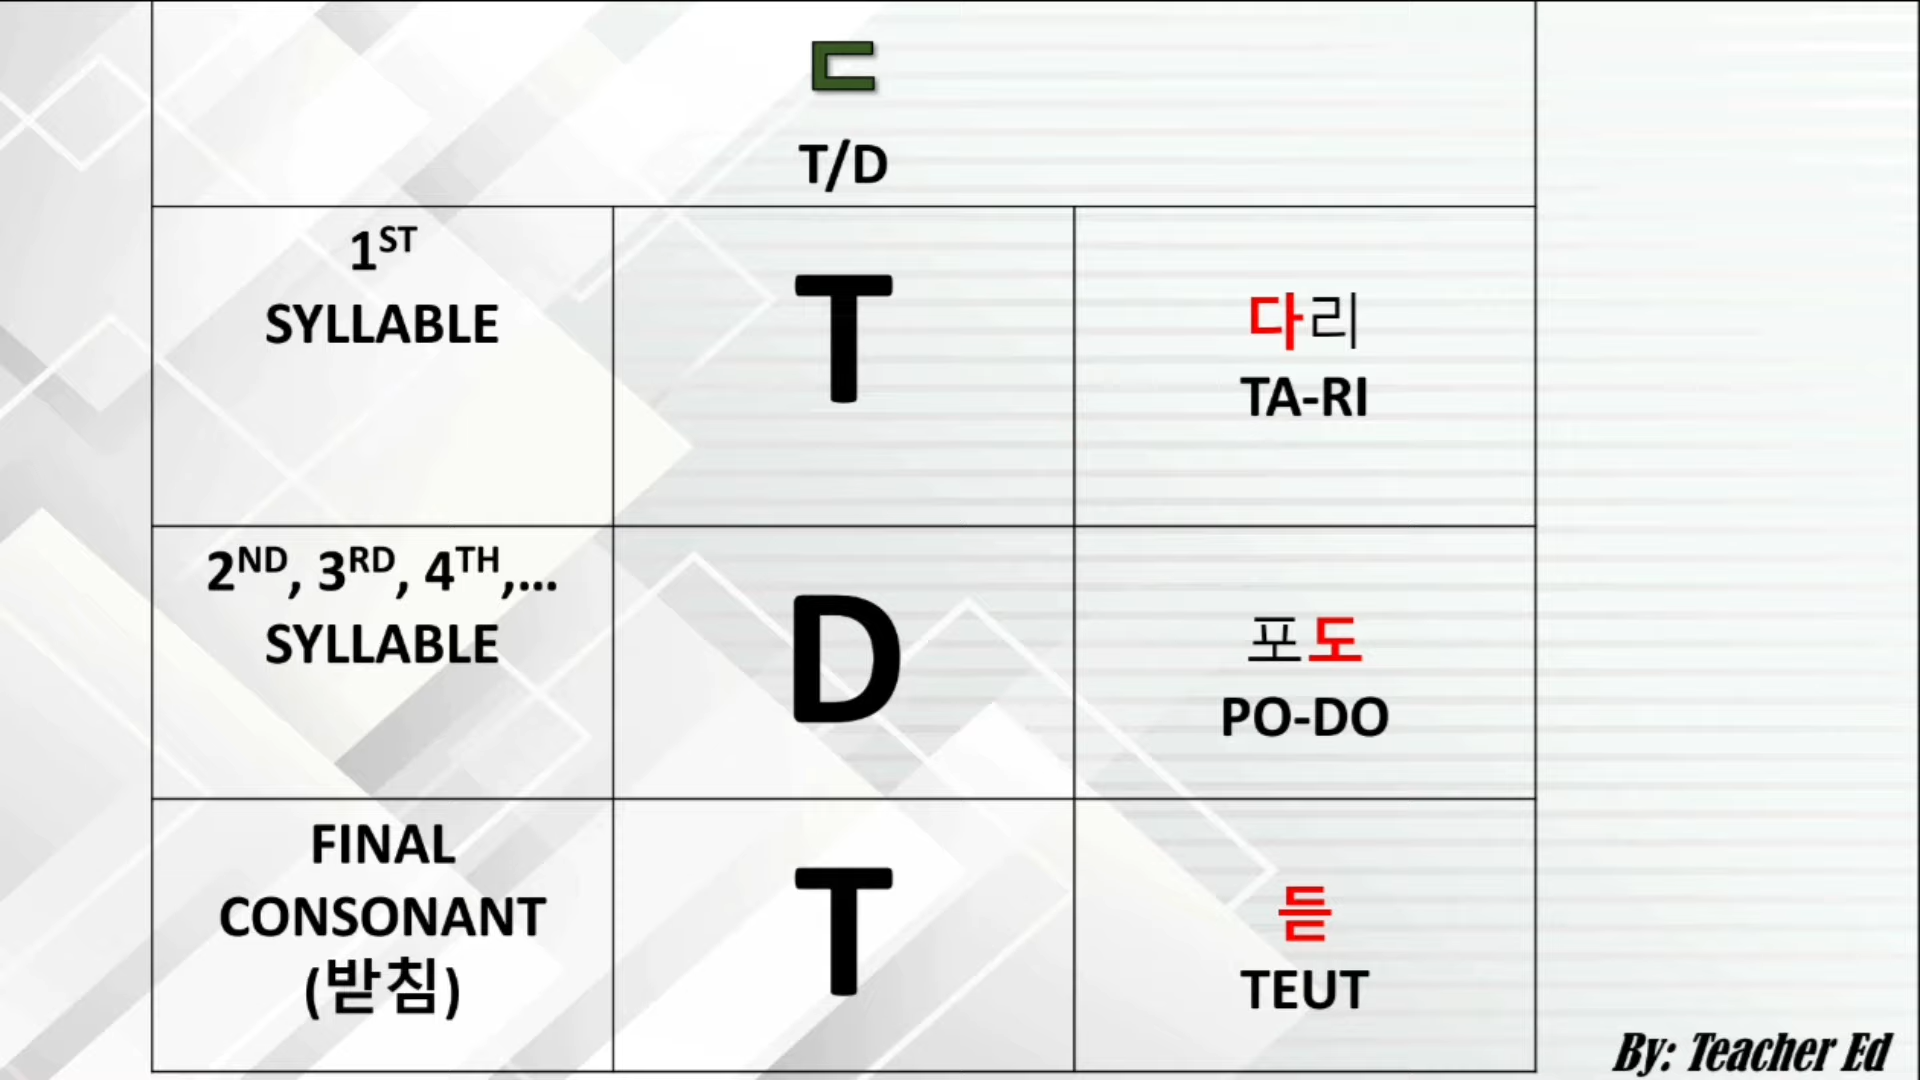 ㄷ
T/D
1ST
SYLLABLE
T
다리
TA-RI
2ND, 3RD, 4TH,...
SYLLABLE
D
포도
PO-DO
FINAL
CONSONANT
(받침)
T
듣
TEUT
By: Teacher Ed